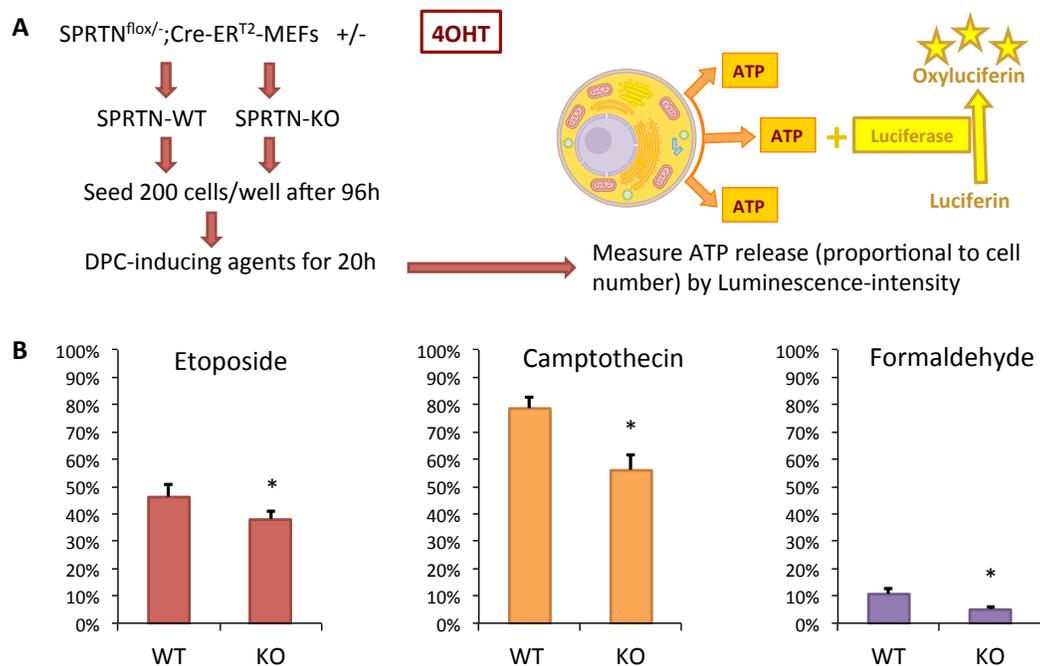 A
SPRTNflox/-;Cre-ERT2-MEFs +/-
4OHT
SPRTN-WT SPRTN-KO
Seed 200 cells/well after 96h
DPC-inducing agents for 20h
ATP
ATP
ATP
+
Luciferase
Oxyluciferin
Luciferin
Measure ATP release (proportional to cell
number) by Luminescence-intensity
B
Etoposide
100%
90%
80%
70%
60%
50%
40%
30%
20%
10%
0%
*
WT KO
Camptothecin
100%
90%
80%
70%
60%
50%
40%
30%
20%
10%
0%
*
WT KO
Formaldehyde
100%
90%
80%
70%
60%
50%
40%
30%
20%
10%
0%
*
WT KO